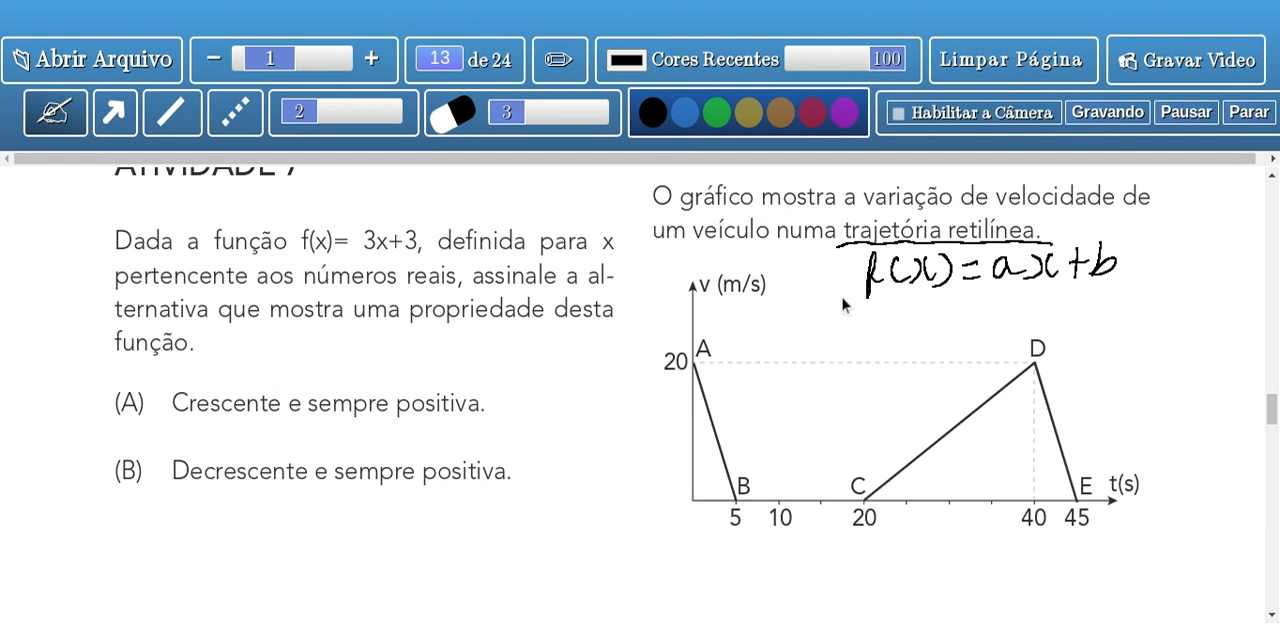 Abrir Arquivo
− 1 +
13 de 24
Cores Recentes 100
Limpar Página
Gravar Video
2
3
Habilitar a Câmera
Gravando
Pausar
Parar
ATIVIDADE 7
Dada a função f(x)= 3x+3, definida para x
pertencente aos números reais, assinale a al-
ternativa que mostra uma propriedade desta
função.
(A) Crescente e sempre positiva.
(B) Decrescente e sempre positiva.
O gráfico mostra a variação de velocidade de
um veículo numa trajetória retilínea.
f(x)=ax+b
v (m/s)
A
D
20
B
C
E
t(s)
5 10 20 40 45